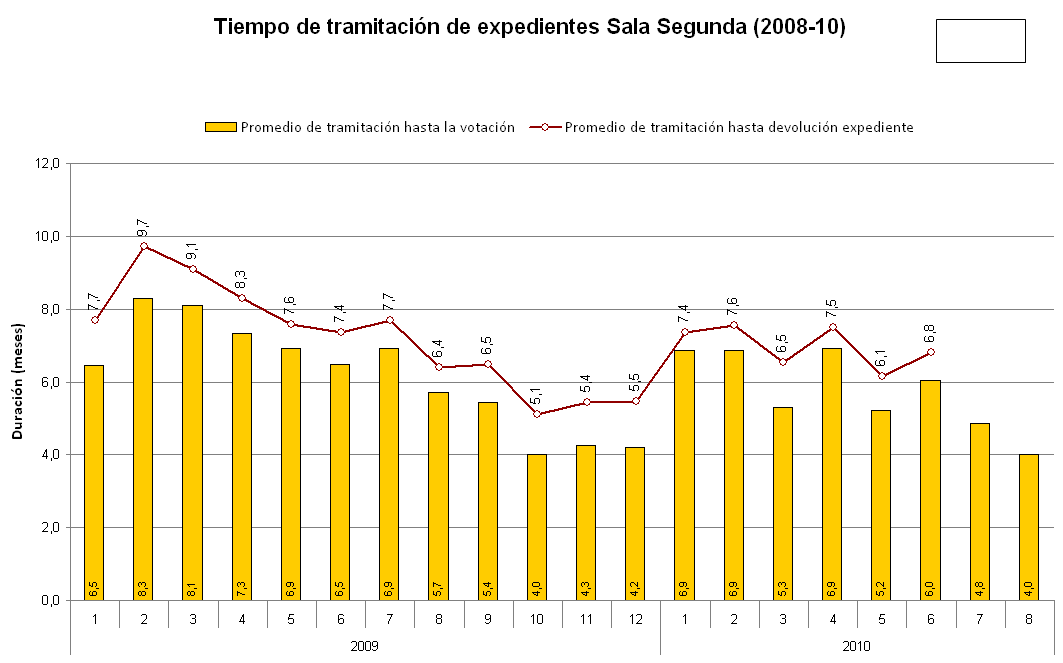 Tiempo de tramitación de expedientes Sala Segunda (2008-10)
Promedio de tramitación hasta la votación Promedio de tramitación hasta devolución expediente
Duración (meses)
12,0
10,0
8,0
6,0
4,0
2,0
0,0
7,7 9,7 9,1 8,3 7,6 7,4 7,7 6,4 6,5 5,1 5,4 5,5 7,4 7,6 6,5 7,5 6,1 6,8
6,5 8,3 8,1 7,3 6,9 6,5 6,9 5,7 5,4 4,0 4,3 4,2 6,9 6,9 5,3 6,9 5,2 6,0 4,8 4,0
1 2 3 4 5 6 7 8 9 10 11 12 1 2 3 4 5 6 7 8
2009 2010